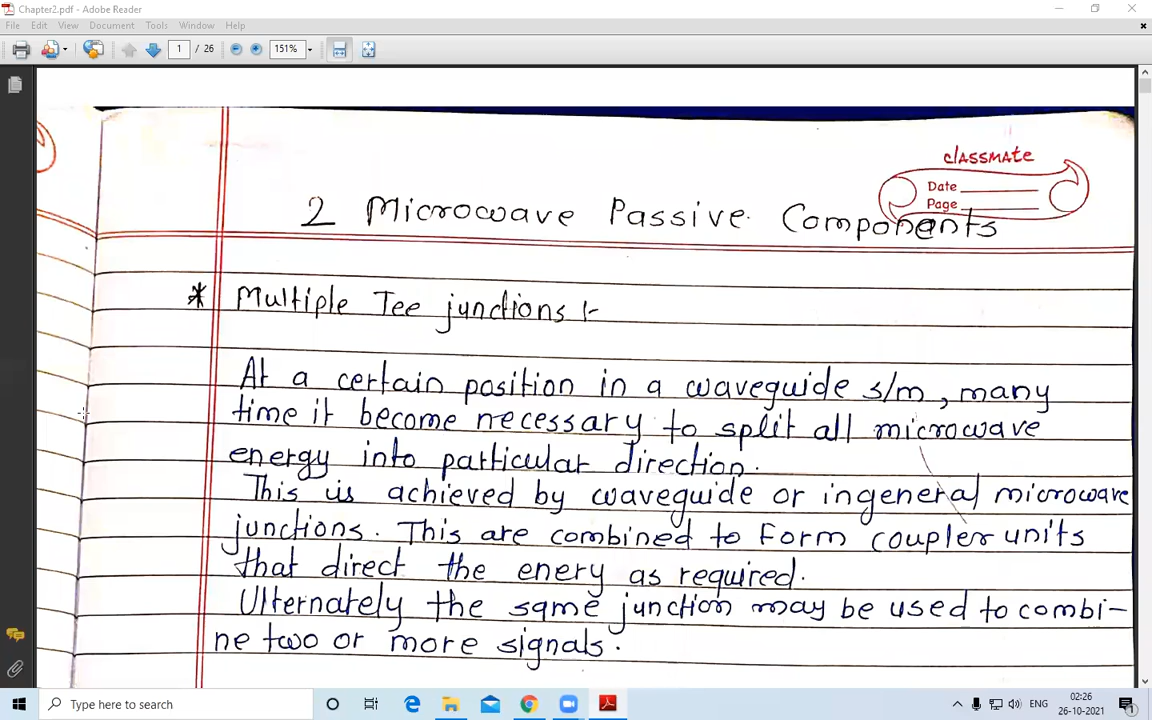 Chapter2.pdf - Adobe Reader
File Edit View Document Tools Window Help
1 / 26 151%
classmate
Date
Page
2 Microwave Passive Components
* Multiple Tee junctions :-
At a certain position in a waveguide s/m, many
time it become necessary to split all microwave
energy into particular direction.
This is achieved by waveguide or ingeneral microwave
junctions. This are combined to Form coupler units
that direct the enery as required.
Ulternately the same junction may be used to combi-
ne two or more signals.
Type here to search
ENG
02:26
26-10-2021
1